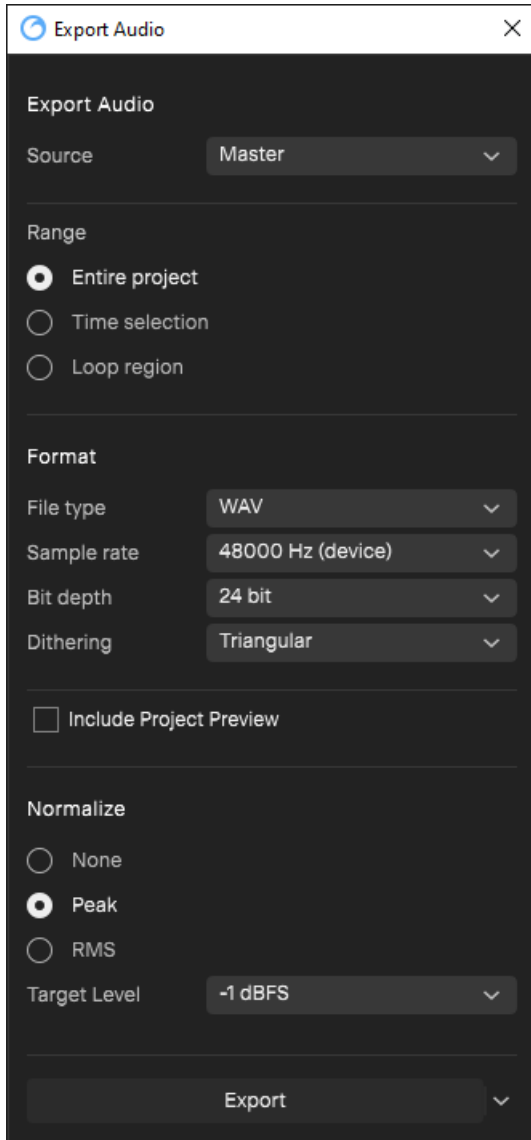 Export Audio
Export Audio
Source Master
Range
Entire project
Time selection
Loop region
Format
File type WAV
Sample rate 48000 Hz (device)
Bit depth 24 bit
Dithering Triangular
Include Project Preview
Normalize
None
Peak
RMS
Target Level -1 dBFS
Export